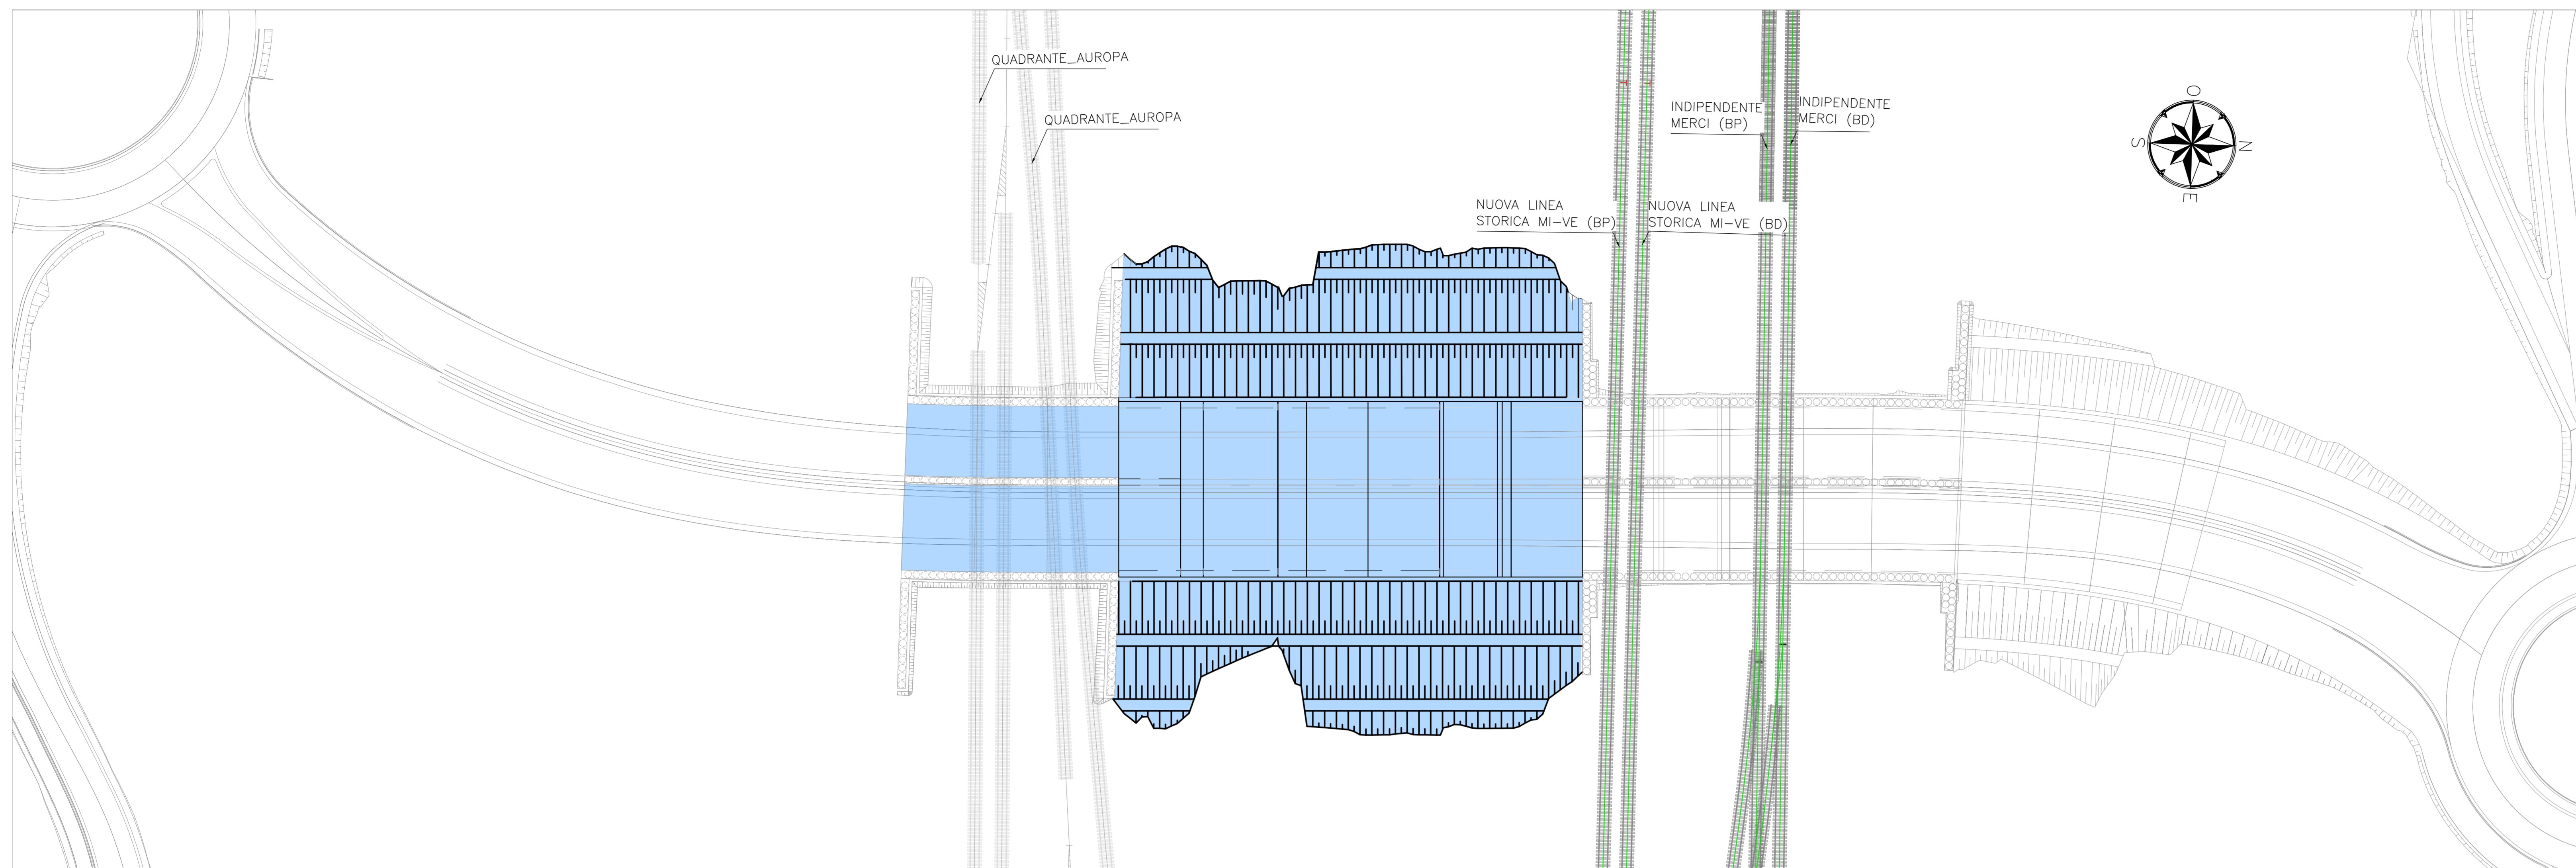 QUADRANTE_AUROPA
QUADRANTE_AUROPA
INDIPENDENTE
MERCI (BP)
INDIPENDENTE
MERCI (BD)
NUOVA LINEA
STORICA MI-VE (BP)
NUOVA LINEA
STORICA MI-VE (BD)
O
S
N
E